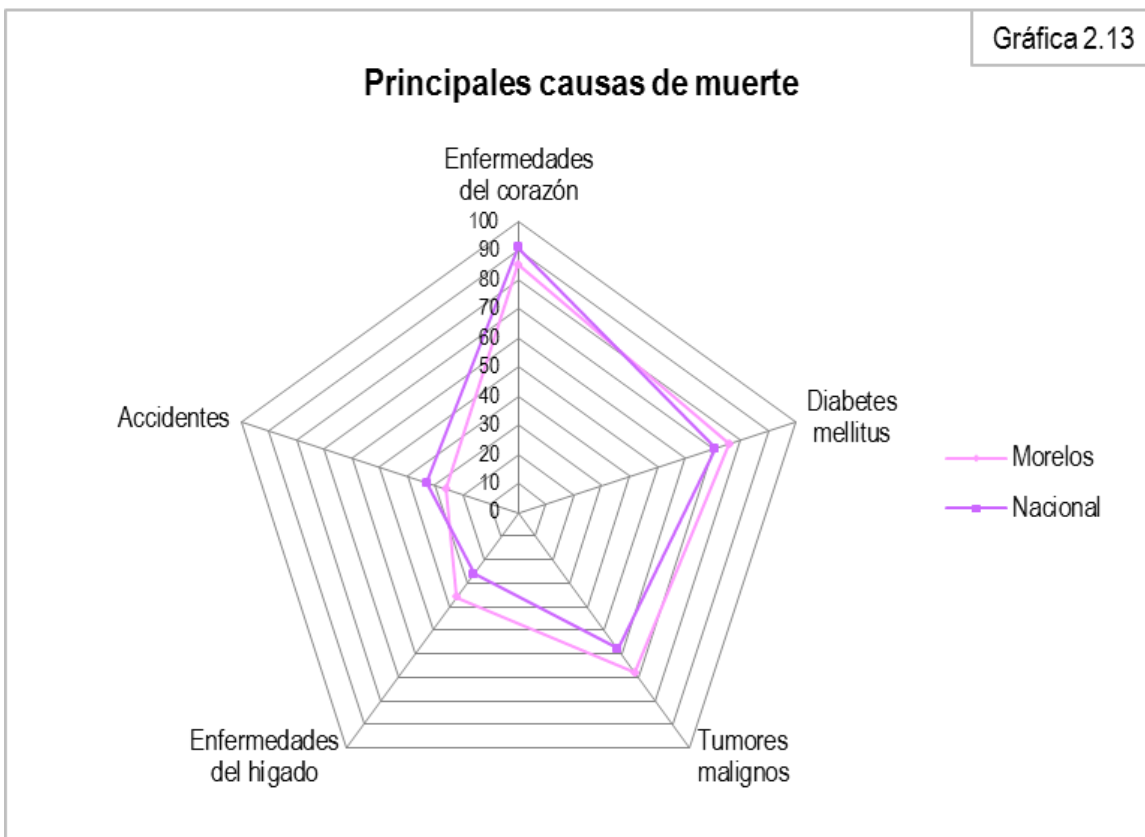 Gráfica 2.13
Principales causas de muerte
Enfermedades
del corazón
100
90
80
70
60
50
40
30
20
10
0
Diabetes
mellitus
Accidentes
Morelos
Nacional
Enfermedades
del higado
Tumores
malignos